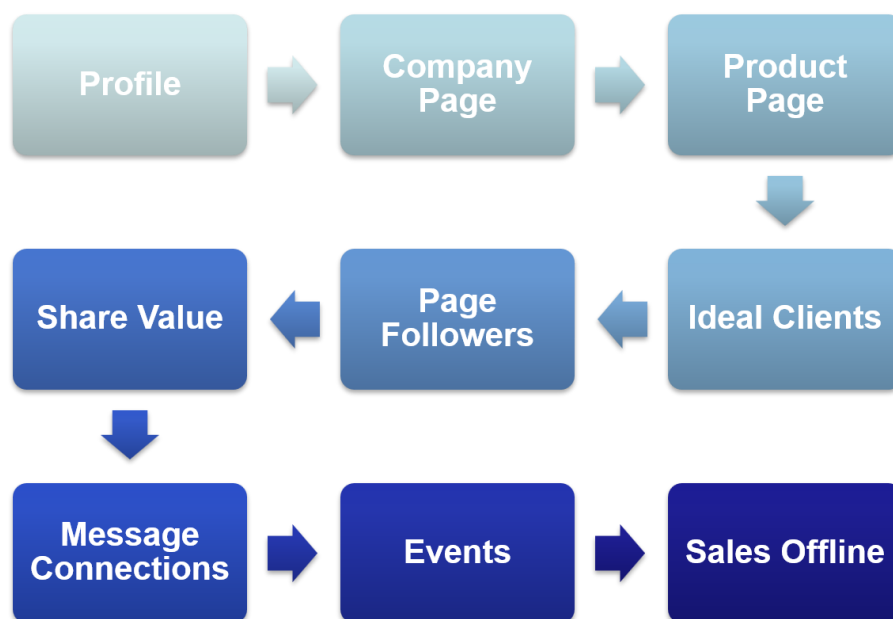 Profile
Company
Page
Product
Page
Ideal Clients
Page
Followers
Share Value
Message
Connections
Events
Sales Offline